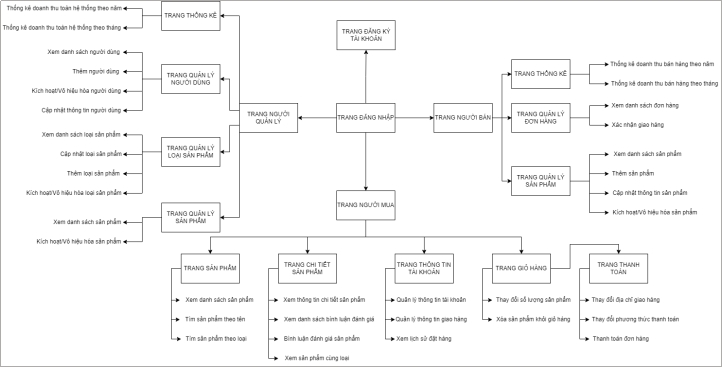 Thống kê doanh thu toàn hệ thống theo năm
Thống kê doanh thu toàn hệ thống theo tháng
TRANG THỐNG KÊ
Xem danh sách người dùng
Thêm người dùng
Kích hoạt/Vô hiệu hóa người dùng
Cập nhật thông tin người dùng
TRANG QUẢN LÝ
NGƯỜI DÙNG
Xem danh sách loại sản phẩm
Cập nhật loại sản phẩm
Thêm loại sản phẩm
Kích hoạt/Vô hiệu hóa loại sản phẩm
TRANG QUẢN LÝ
LOẠI SẢN PHẨM
Xem danh sách sản phẩm
Kích hoạt/Vô hiệu hóa sản phẩm
TRANG QUẢN LÝ
SẢN PHẨM
TRANG NGƯỜI
QUẢN LÝ
TRANG ĐĂNG KÝ
TÀI KHOẢN
TRANG ĐĂNG NHẬP
TRANG NGƯỜI BÁN
TRANG THỐNG KÊ
Thống kê doanh thu bán hàng theo năm
Thống kê doanh thu bán hàng theo tháng
TRANG QUẢN LÝ
ĐƠN HÀNG
Xem danh sách đơn hàng
Xác nhận giao hàng
TRANG QUẢN LÝ
SẢN PHẨM
Xem danh sách sản phẩm
Thêm sản phẩm
Cập nhật thông tin sản phẩm
Kích hoạt/Vô hiệu hóa sản phẩm
TRANG NGƯỜI MUA
TRANG SẢN PHẨM
Xem danh sách sản phẩm
Tìm sản phẩm theo tên
Tìm sản phẩm theo loại
TRANG CHI TIẾT
SẢN PHẨM
Xem thông tin chi tiết sản phẩm
Xem danh sách bình luận đánh giá
Bình luận đánh giá sản phẩm
Xem sản phẩm cùng loại
TRANG THÔNG TIN
TÀI KHOẢN
Quản lý thông tin tài khoản
Quản lý thông tin giao hàng
Xem lịch sử đặt hàng
TRANG GIỎ HÀNG
Thay đổi số lượng sản phẩm
Xóa sản phẩm khỏi giỏ hàng
TRANG THANH
TOÁN
Thay đổi địa chỉ giao hàng
Thay đổi phương thức thanh toán
Thanh toán đơn hàng